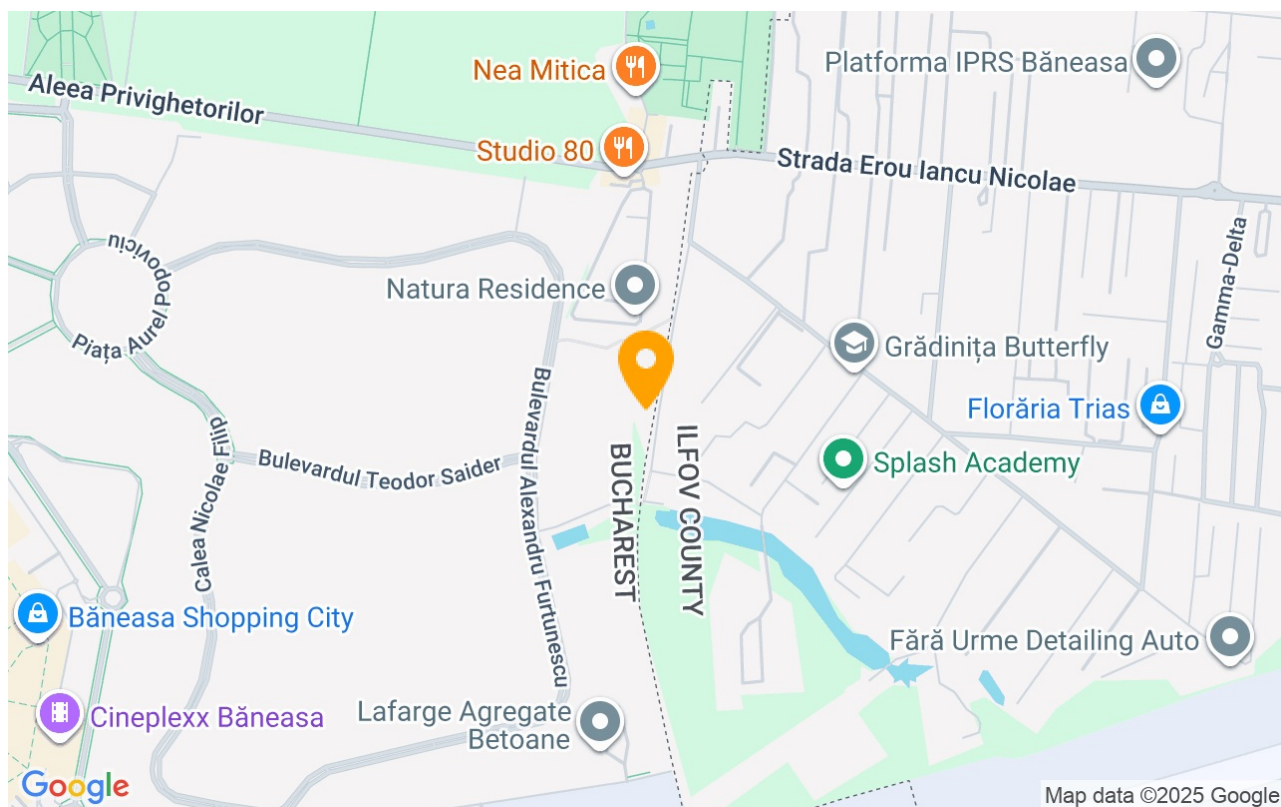 Nea Mitica
Platforma IPRS Băneasa
Aleea Privighetorilor
Studio 80
Strada Erou Iancu Nicolae
Piața Aurel Popoviciu
Gamma-Delta
Natura Residence
Grădinița Butterfly
Florăria Trias
Bulevardul Teodor Saider
Calea Nicolae Filip
Bulevardul Alexandru Furtunescu
BUCHAREST
ILFOV COUNTY
Splash Academy
Băneasa Shopping City
Fără Urme Detailing Auto
Cineplexx Băneasa
Lafarge Agregate
Betoane
Google
Map data ©2025 Google